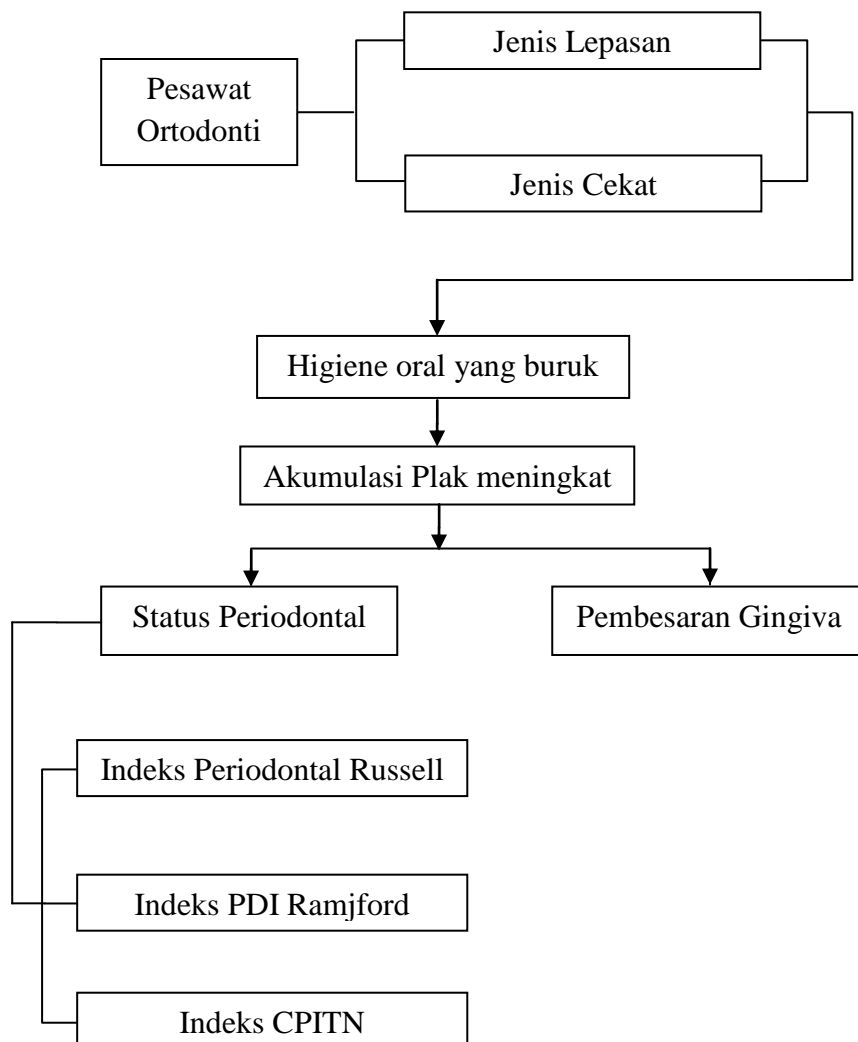 Jenis Lepasan
Pesawat
Ortodonti
Jenis Cekat
Higiene oral yang buruk
Akumulasi Plak meningkat
Status Periodontal
Pembesaran Gingiva
Indeks Periodontal Russell
Indeks PDI Ramjford
Indeks CPITN